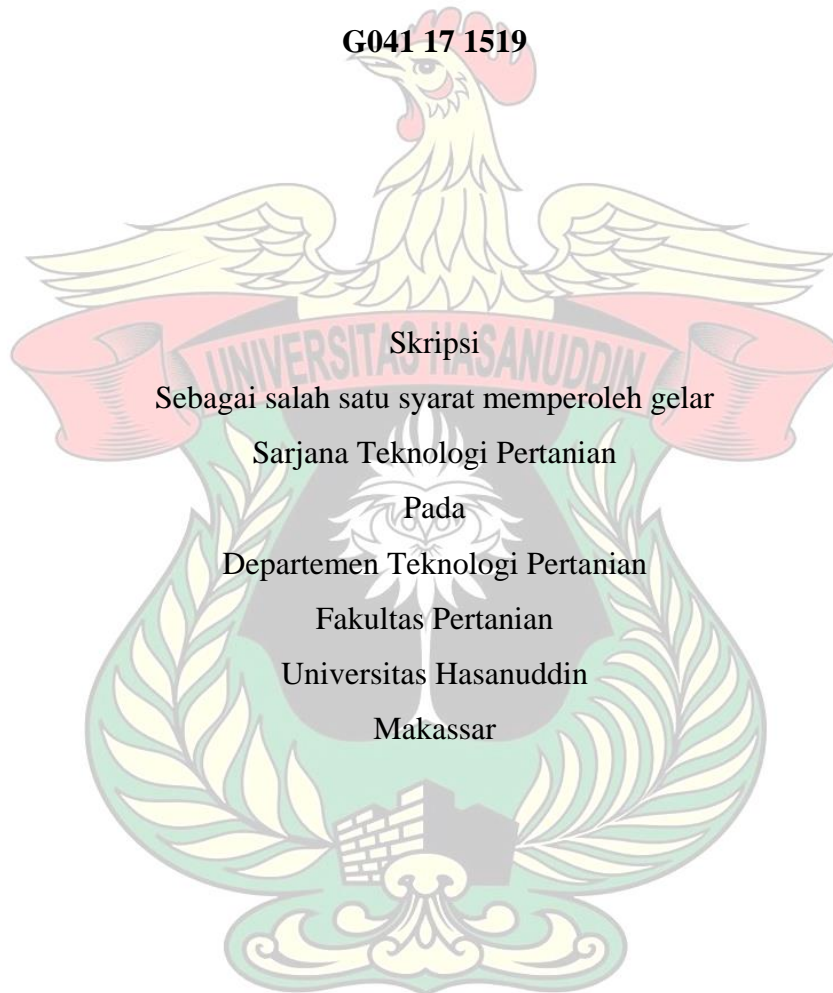 G041 17 1519
UNIVERSITAS HASANUDDIN
Skripsi
Sebagai salah satu syarat memperoleh gelar
Sarjana Teknologi Pertanian
Pada
Departemen Teknologi Pertanian
Fakultas Pertanian
Universitas Hasanuddin
Makassar